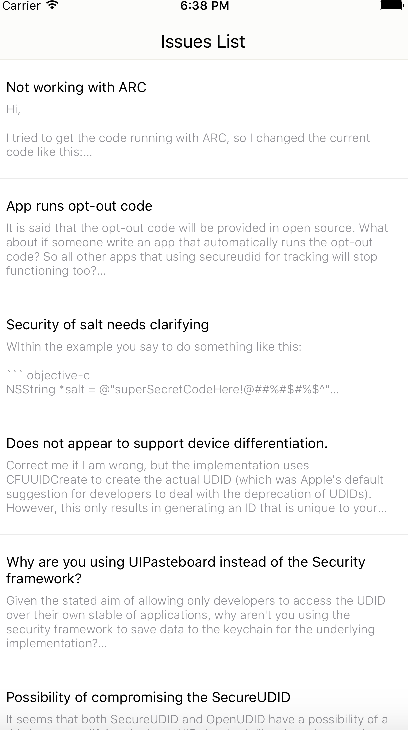 Carrier 6:38 PM
Issues List
Not working with ARC
Hi,
I tried to get the code running with ARC, so I changed the current
code like this:...
App runs opt-out code
It is said that the opt-out code will be provided in open source. What
about if someone write an app that automatically runs the opt-out
code? So all other apps that using secureudid for tracking will stop
functioning too?...
Security of salt needs clarifying
Within the example you say to do something like this:
``` objective-c
NSString *salt = @"superSecretCodeHere!@##%#$#%$^"...
Does not appear to support device differentiation.
Correct me if I am wrong, but the implementation uses
CFUUIDCreate to create the actual UDID (which was Apple's default
suggestion for developers to deal with the deprecation of UDIDs).
However, this only results in generating an ID that is unique to your...
Why are you using UIPasteboard instead of the Security
framework?
Given the stated aim of allowing only developers to access the UDID
over their own stable of applications, why aren't you using the
security framework to save data to the keychain for the underlying
implementation?...
Possibility of compromising the SecureUDID
It seems that both SecureUDID and OpenUDID have a possibility of a